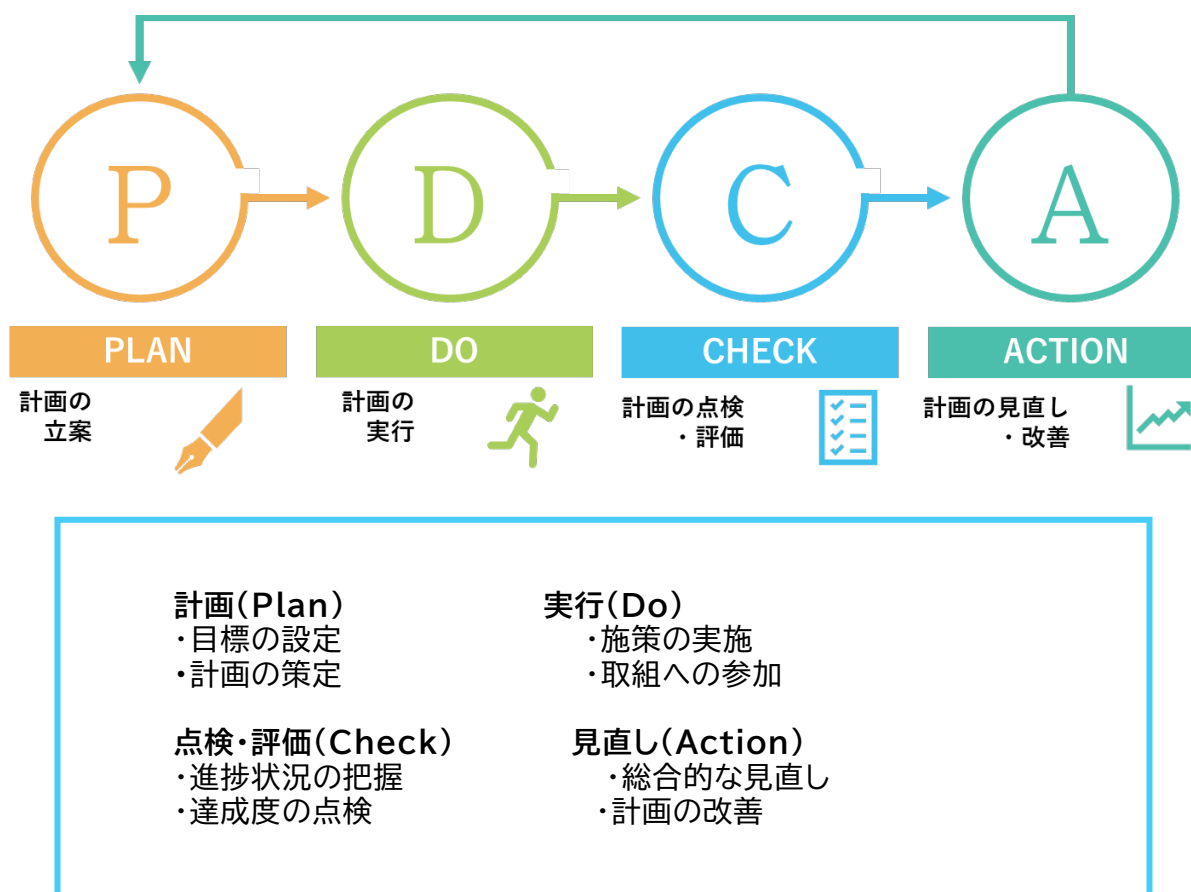 P
D
C
A
PLAN
DO
CHECK
ACTION
計画の
立案
計画の
実行
計画の点検
・評価
計画の見直し
・改善
計画(Plan)
・目標の設定
・計画の策定
実行(Do)
・施策の実施
・取組への参加
点検・評価(Check)
・進捗状況の把握
・達成度の点検
見直し(Action)
・総合的な見直し
・計画の改善